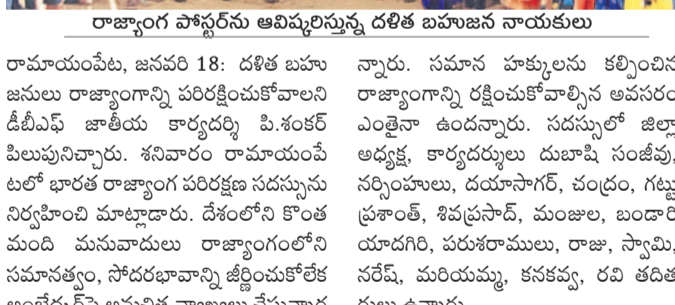 రాజ్యాంగ పోస్టర్‌ను ఆవిష్కరిస్తున్న దళిత బహుజన నాయకులు
రామాయంపేట, జనవరి 18: దళిత బహు
జనులు రాజ్యాంగాన్ని పరిరక్షించుకోవాలని
డీబీఎఫ్ జాతీయ కార్యదర్శి పి.శంకర్
పిలుపునిచ్చారు. శనివారం రామాయంపే
టలో భారత రాజ్యాంగ పరిరక్షణ సదస్సును
నిర్వహించి మాట్లాడారు. దేశంలోని కొంత
మంది మనువాదులు రాజ్యాంగంలోని
సమానత్వం, సోదరభావాన్ని జీర్ణించుకోలేక
న్నారు. సమాన హక్కులను కల్పించిన
రాజ్యాంగాన్ని రక్షించుకోవాల్సిన అవసరం
ఎంతైనా ఉందన్నారు. సదస్సులో జిల్లా
అధ్యక్ష, కార్యదర్శులు దుబాషి సంజీవు,
నర్సింహులు, దయాసాగర్, చంద్రం, గట్టు
ప్రశాంత్, శివప్రసాద్, మంజుల, బండారి
యాదగిరి, పరుశరాములు, రాజు, స్వామి,
నరేష్, మరియమ్మ, కనకవ్వ, రవి తదిత